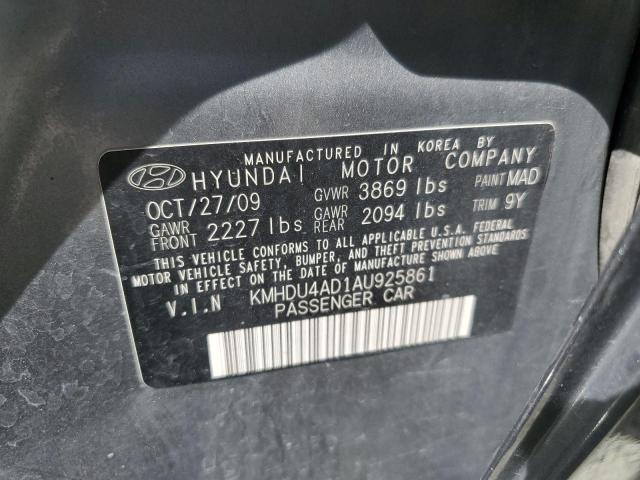 MANUFACTURED IN KOREA BY
HYUNDAI MOTOR COMPANY
OCT/27/09 GVWR 3869 lbs PAINT MAD
GAWR FRONT 2227 lbs GAWR REAR 2094 lbs TRIM 9Y
THIS VEHICLE CONFORMS TO ALL APPLICABLE U.S.A. FEDERAL
MOTOR VEHICLE SAFETY, BUMPER, AND THEFT PREVENTION STANDARDS
IN EFFECT ON THE DATE OF MANUFACTURE SHOWN ABOVE.
V.I.N KMHDU4AD1AU925861
PASSENGER CAR